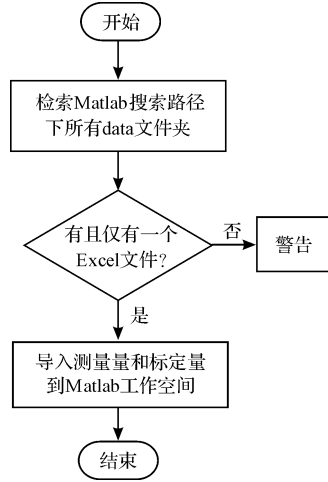 开始
检索Matlab搜索路径
下所有data文件夹
有且仅有一个
Excel文件?
否
警告
是
导入测量量和标定量
到Matlab工作空间
结束